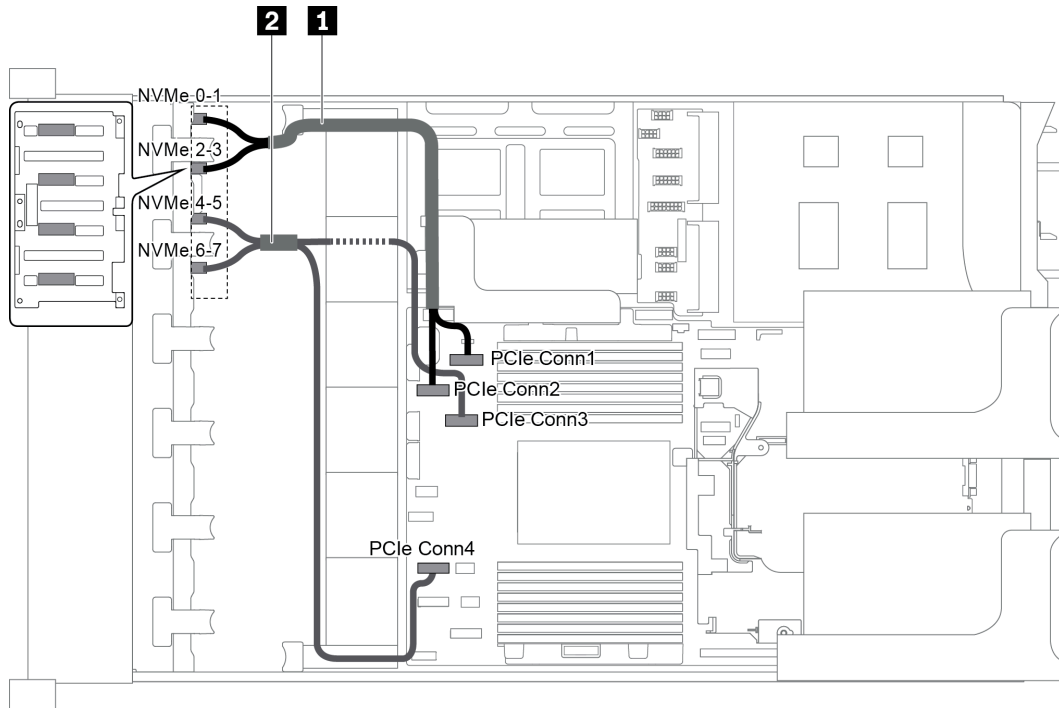 2 1
NVMe 0-1
NVMe 2-3
NVMe 4-5
NVMe 6-7
PCIe Conn1
PCIe Conn2
PCIe Conn3
PCIe Conn4